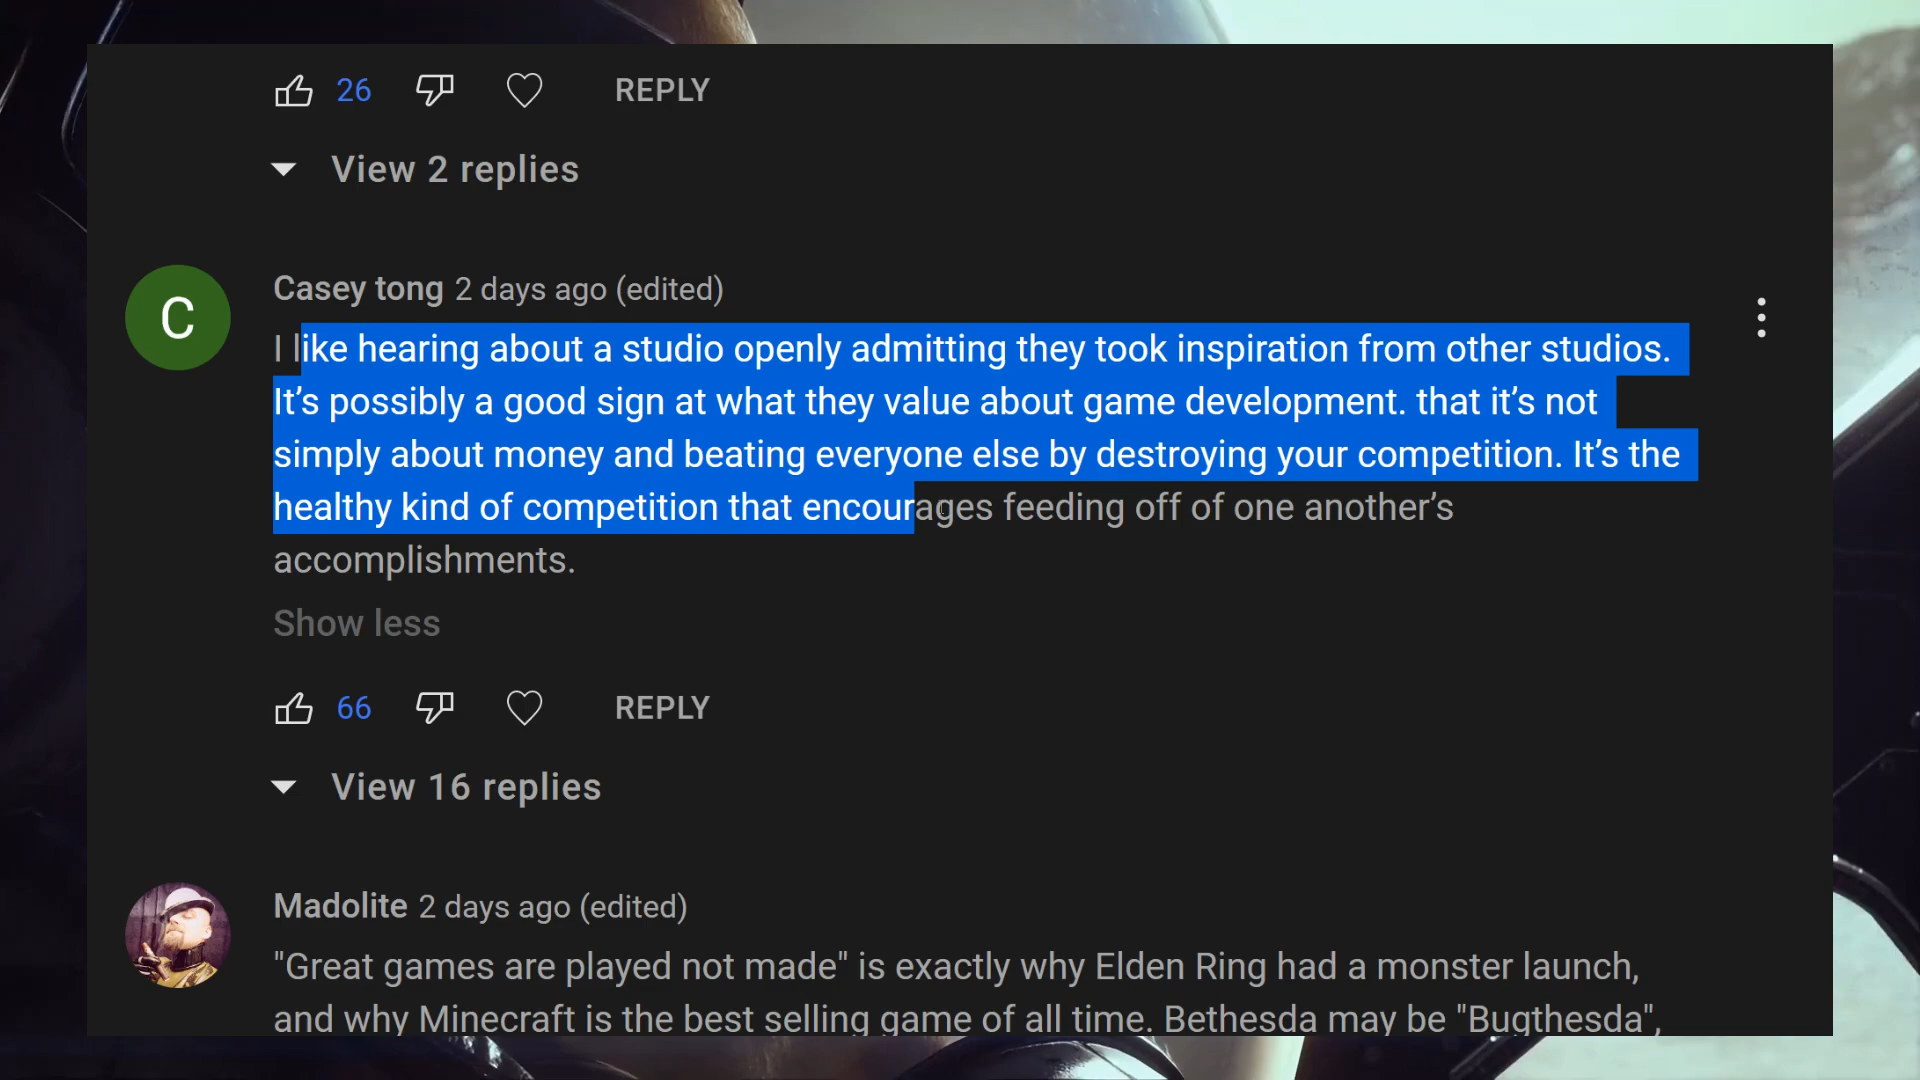 26 REPLY
View 2 replies
C
Casey tong 2 days ago (edited)
I like hearing about a studio openly admitting they took inspiration from other studios.
It’s possibly a good sign at what they value about game development. that it’s not
simply about money and beating everyone else by destroying your competition. It’s the
healthy kind of competition that encourages feeding off of one another’s
accomplishments.
Show less
66 REPLY
View 16 replies
Madolite 2 days ago (edited)
"Great games are played not made" is exactly why Elden Ring had a monster launch,
and why Minecraft is the best selling game of all time. Bethesda may be "Bugthesda",